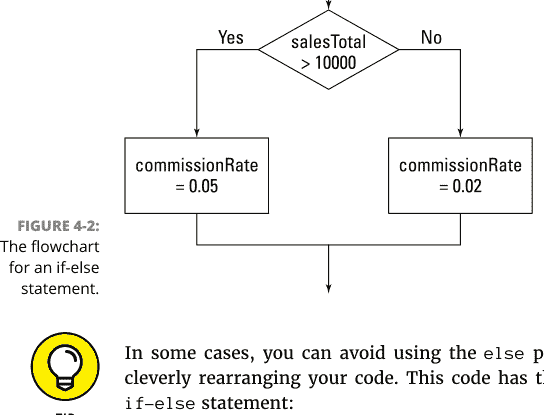 Yes
salesTotal
> 10000
No
commissionRate
= 0.05
commissionRate
= 0.02
FIGURE 4-2:
The flowchart
for an if-else
statement.
In some cases, you can avoid using the else
cleverly rearranging your code. This code has
if-else statement: